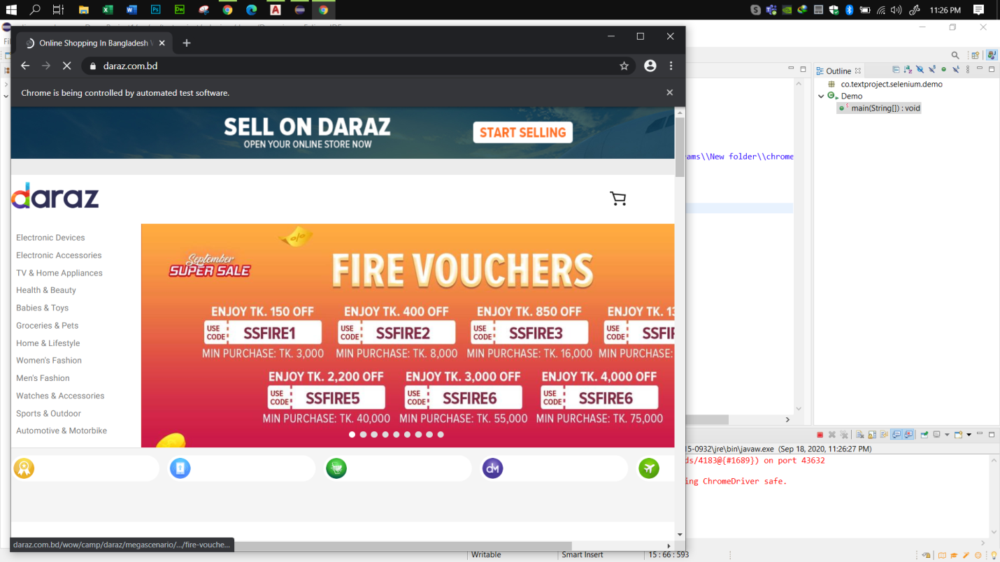 11:26 PM
Online Shopping In Bangladesh
daraz.com.bd
Chrome is being controlled by automated test software.
SELL ON DARAZ
OPEN YOUR ONLINE STORE NOW
START SELLING
daraz
Electronic Devices
Electronic Accessories
TV & Home Appliances
Health & Beauty
Babies & Toys
Groceries & Pets
Home & Lifestyle
Women's Fashion
Men's Fashion
Watches & Accessories
Sports & Outdoor
Automotive & Motorbike
September
SUPER SALE
FIRE VOUCHERS
ENJOY TK. 150 OFF
USE CODE SSFIRE1
MIN PURCHASE: TK. 3,000
ENJOY TK. 400 OFF
USE CODE SSFIRE2
MIN PURCHASE: TK. 8,000
ENJOY TK. 850 OFF
USE CODE SSFIRE3
MIN PURCHASE: TK. 16,000
ENJOY TK.
USE CODE
MIN PURCHASE:
ENJOY TK. 2,200 OFF
USE CODE SSFIRE5
MIN PURCHASE: TK. 40,000
ENJOY TK. 3,000 OFF
USE CODE SSFIRE6
MIN PURCHASE: TK. 55,000
ENJOY TK. 4,000 OFF
USE CODE SSFIRE6
MIN PURCHASE: TK. 75,000
dM
daraz.com.bd/wow/camp/daraz/megascenario/.../fire-vouche...
Outline
co.textproject.selenium.demo
Demo
main(String[]) : void
ams\\New folder\\chrome
15-0932\jre\bin\javaw.exe (Sep 18, 2020, 11:26:27 PM)
ds/4183@{#1689}) on port 43632
ing ChromeDriver safe.
Writable
Smart Insert
15 : 66 : 593